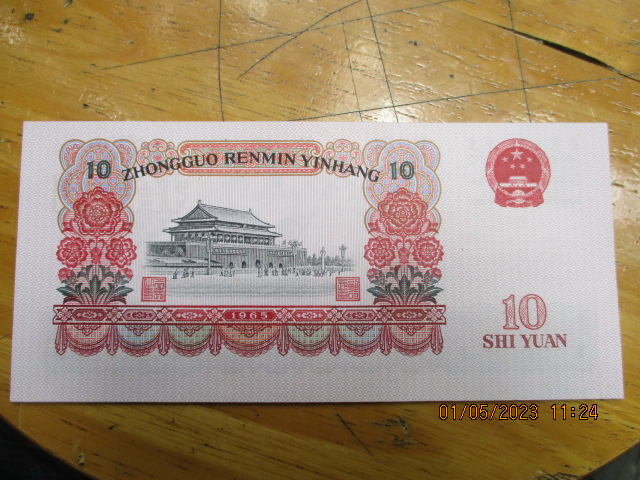 10 ZHONGGUO RENMIN YINHANG 10
1965
10
SHI YUAN
01/05/2023 11:24